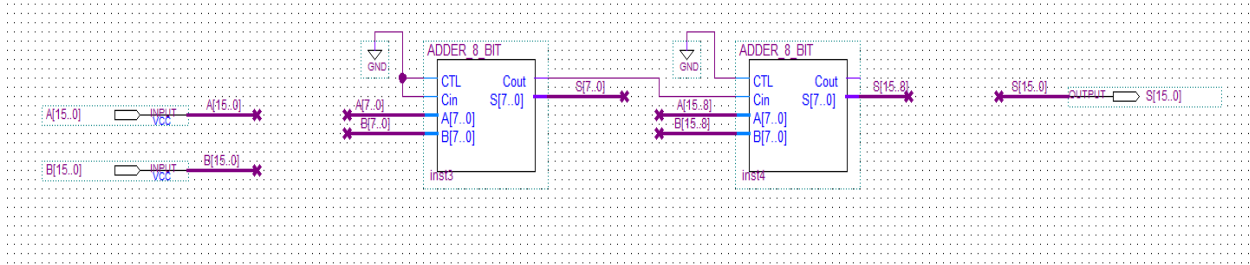 ADDER_8_BIT
GND
CTL
Cin
A[7..0]
B[7..0]
Cout
S[7..0]
inst3
A[7..0]
B[7..0]
S[7..0]
ADDER_8_BIT
GND
CTL
Cin
A[7..0]
B[7..0]
Cout
S[7..0]
inst4
A[15..8]
B[15..8]
S[15..8]
A[15..0]
INPUT
VCC
A[15..0]
B[15..0]
INPUT
VCC
B[15..0]
S[15..0]
OUTPUT
S[15..0]